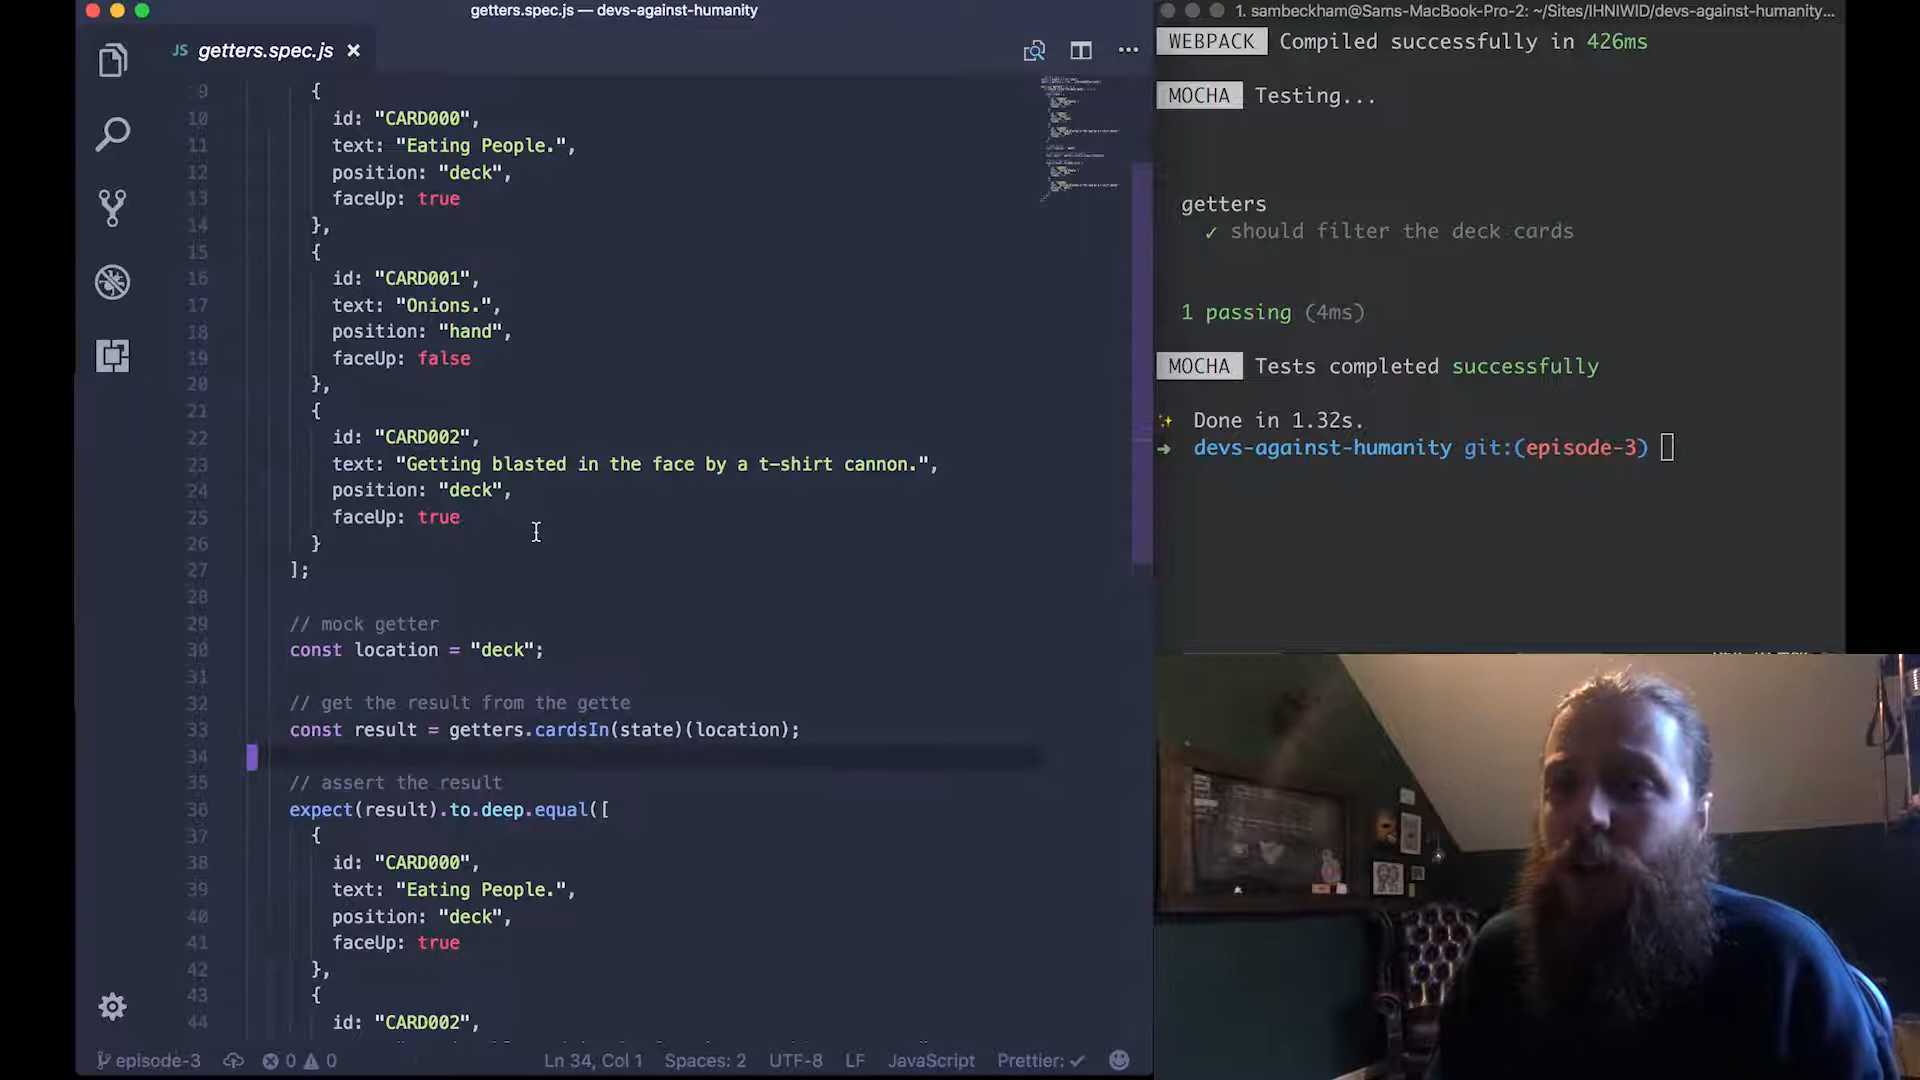 getters.spec.js — devs-against-humanity
JS getters.spec.js ×
9 {
10 id: "CARD000",
11 text: "Eating People.",
12 position: "deck",
13 faceUp: true
14 },
15 {
16 id: "CARD001",
17 text: "Onions.",
18 position: "hand",
19 faceUp: false
20 },
21 {
22 id: "CARD002",
23 text: "Getting blasted in the face by a t-shirt cannon.",
24 position: "deck",
25 faceUp: true
26 }
27 ];
28
29 // mock getter
30 const location = "deck";
31
32 // get the result from the gette
33 const result = getters.cardsIn(state)(location);
34
35 // assert the result
36 expect(result).to.deep.equal([
37 {
38 id: "CARD000",
39 text: "Eating People.",
40 position: "deck",
41 faceUp: true
42 },
43 {
44 id: "CARD002",
episode-3 0 0 Ln 34, Col 1 Spaces: 2 UTF-8 LF JavaScript Prettier: ✓
1. sambeckham@Sams-MacBook-Pro-2: ~/Sites/IHNIWID/devs-against-humanity...
WEBPACK Compiled successfully in 426ms
MOCHA Testing...
getters
✓ should filter the deck cards
1 passing (4ms)
MOCHA Tests completed successfully
✨ Done in 1.32s.
➜ devs-against-humanity git:(episode-3)